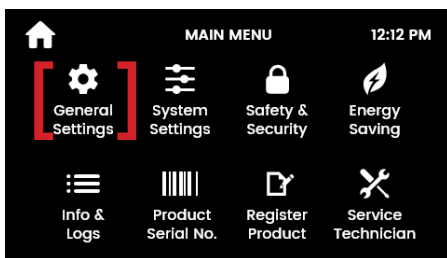 MAIN MENU 12:12 PM
General Settings
System Settings
Safety & Security
Energy Saving
Info & Logs
Product Serial No.
Register Product
Service Technician